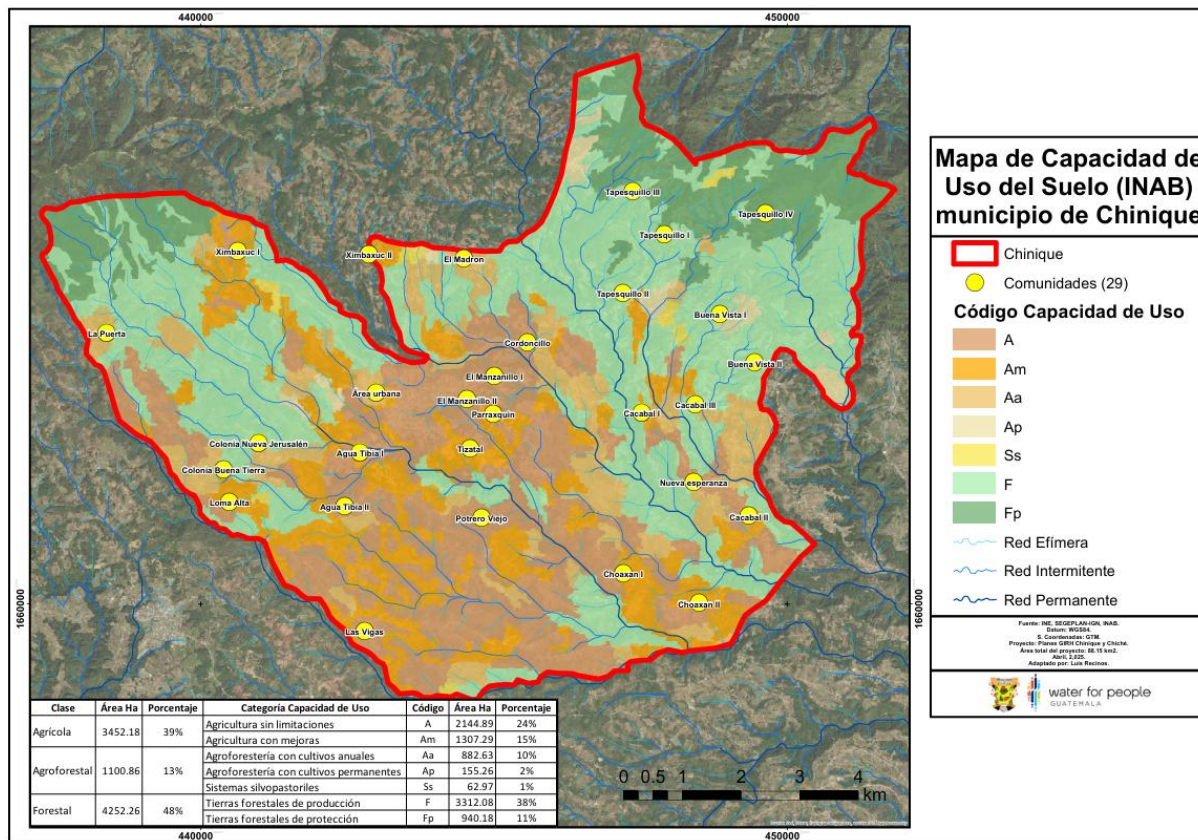 440000
450000
Tapesquillo III
Tapesquillo IV
Tapesquillo I
Ximbaxuc I
Ximbaxuc II
El Madron
Tapesquillo II
Buena Vista I
La Puerta
Cordoncillo
Buena Vista II
El Manzanillo I
Área urbana
El Manzanillo II
Parraxquin
Cacabal I
Cacabal III
Colonia Nueva Jerusalén
Agua Tibia I
Tizatal
Colonia Buena Tierra
Nueva esperanza
Loma Alta
Agua Tibia II
Potrero Viejo
Cacabal II
Choaxan I
Choaxan II
Las Vigas
1660000
1660000
Clase Área Ha Porcentaje Categoría Capacidad de Uso Código Área Ha Porcentaje
Agrícola 3452.18 39% Agricultura sin limitaciones A 2144.89 24%
Agricultura con mejoras Am 1307.29 15%
Agroforestal 1100.86 13% Agroforestería con cultivos anuales Aa 882.63 10%
Agroforestería con cultivos permanentes Ap 155.26 2%
Sistemas silvopastoriles Ss 62.97 1%
Forestal 4252.26 48% Tierras forestales de producción F 3312.08 38%
Tierras forestales de protección Fp 940.18 11%
0 0.5 1 2 3 4
km
440000
450000
Mapa de Capacidad de
Uso del Suelo (INAB)
municipio de Chinique
Chinique
Comunidades (29)
Código Capacidad de Uso
A
Am
Aa
Ap
Ss
F
Fp
Red Efímera
Red Intermitente
Red Permanente
Fuente: INE, SEGEPLAN-IGN, INAB.
Datum: WGS84.
S. Coordenadas: GTM.
Proyecto: Planes GIRH Chinique y Chiché.
Área total del proyecto: 88.15 km2.
Abril, 2,025.
Adaptado por: Luis Recinos.
water for people
GUATEMALA